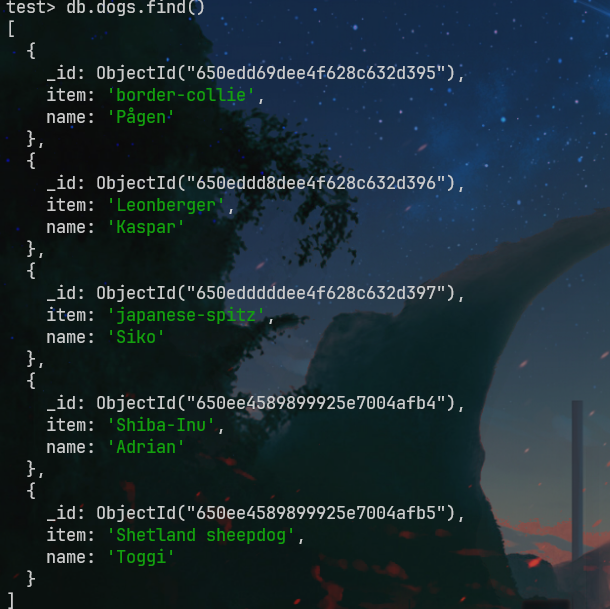 test> db.dogs.find()
[
  {
    _id: ObjectId("650edd69dee4f628c632d395"),
    item: 'border-collie',
    name: 'Pågen'
  },
  {
    _id: ObjectId("650eddd8dee4f628c632d396"),
    item: 'Leonberger',
    name: 'Kaspar'
  },
  {
    _id: ObjectId("650edddddee4f628c632d397"),
    item: 'japanese-spitz',
    name: 'Siko'
  },
  {
    _id: ObjectId("650ee4589899925e7004afb4"),
    item: 'Shiba-Inu',
    name: 'Adrian'
  },
  {
    _id: ObjectId("650ee4589899925e7004afb5"),
    item: 'Shetland sheepdog',
    name: 'Toggi'
  }
]